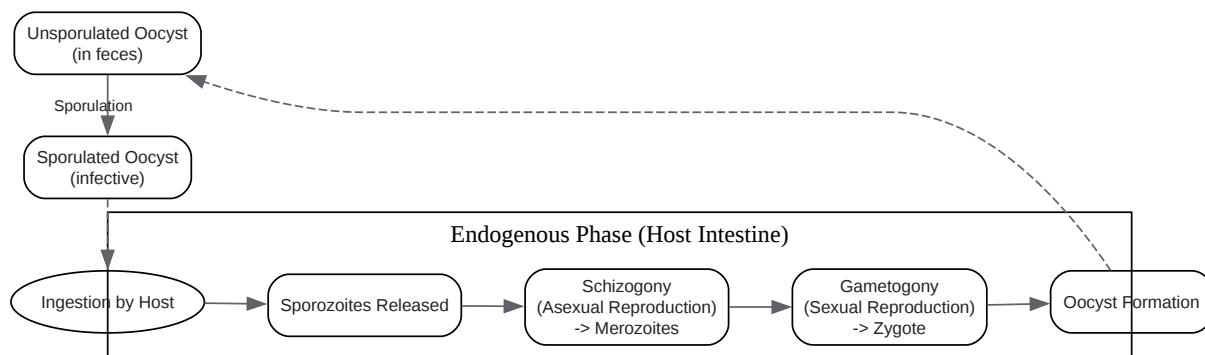 Unsporulated Oocyst
(in feces)
Sporulation
Sporulated Oocyst
(infective)
Endogenous Phase (Host Intestine)
Ingestion by Host
Sporozoites Released
Schizogony
(Asexual Reproduction)
-> Merozoites
Gametogony
(Sexual Reproduction)
-> Zygote
Oocyst Formation